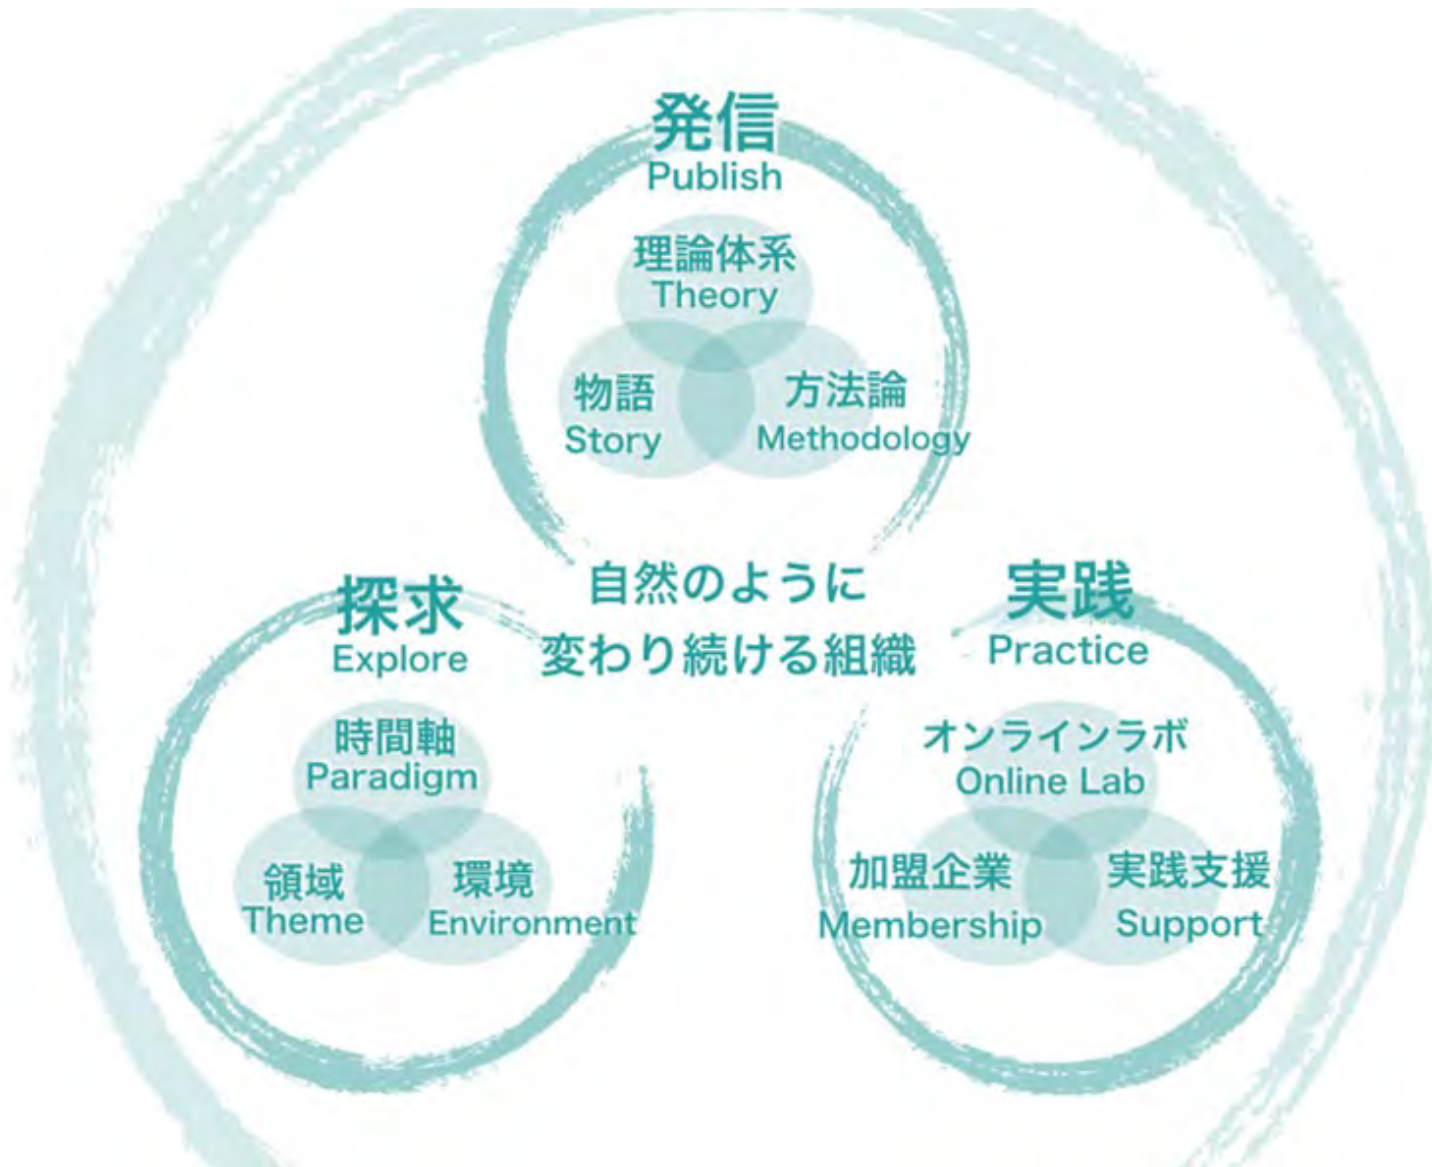 発信
Publish
理論体系
Theory
物語
Story
方法論
Methodology
自然のように
変わり続ける組織
探求
Explore
時間軸
Paradigm
領域
Theme
環境
Environment
実践
Practice
オンラインラボ
Online Lab
加盟企業
Membership
実践支援
Support